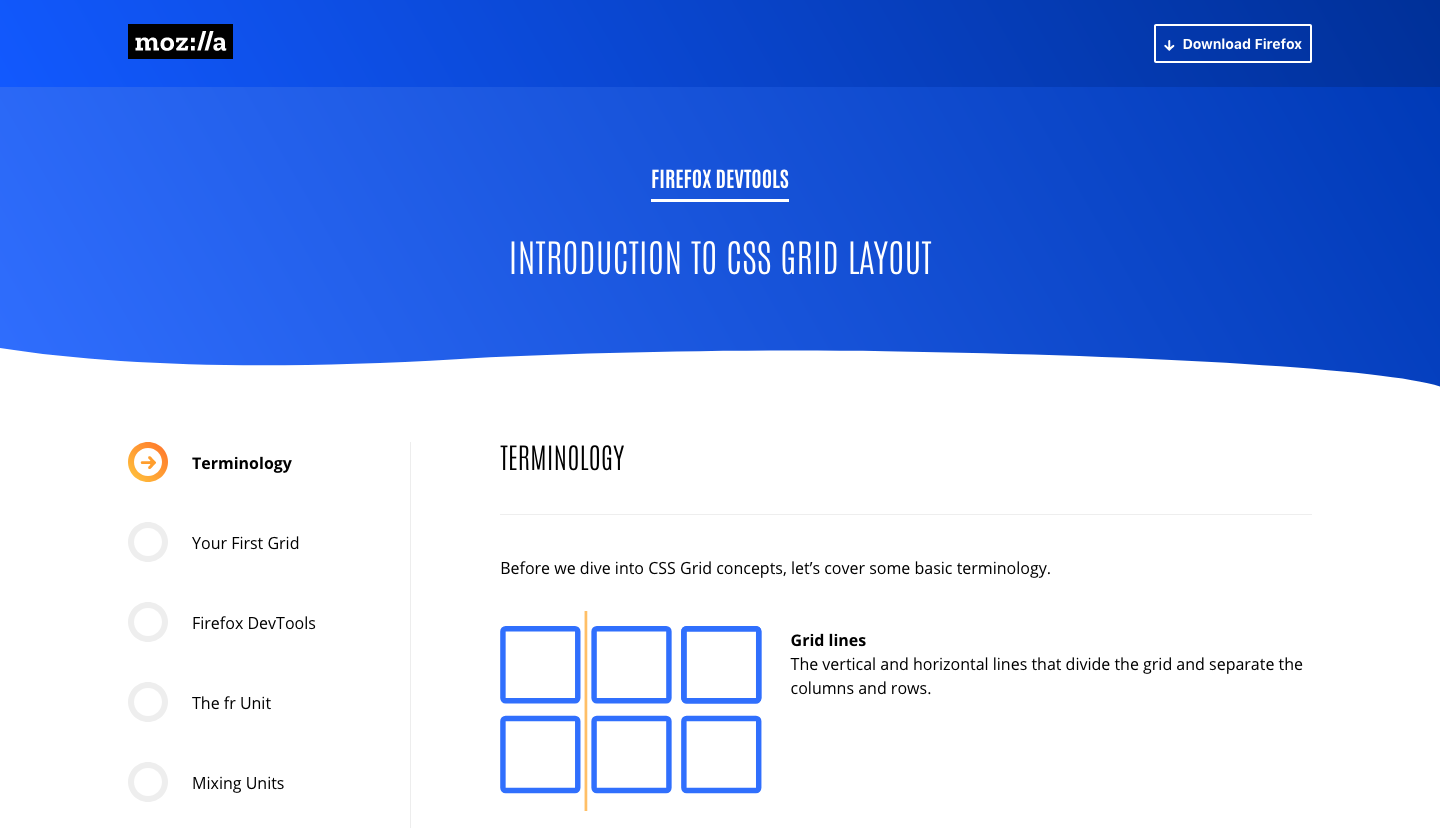 moz://a
Download Firefox
FIREFOX DEVTOOLS
INTRODUCTION TO CSS GRID LAYOUT
Terminology
Your First Grid
Firefox DevTools
The fr Unit
Mixing Units
TERMINOLOGY
Before we dive into CSS Grid concepts, let’s cover some basic terminology.
Grid lines
The vertical and horizontal lines that divide the grid and separate the
columns and rows.